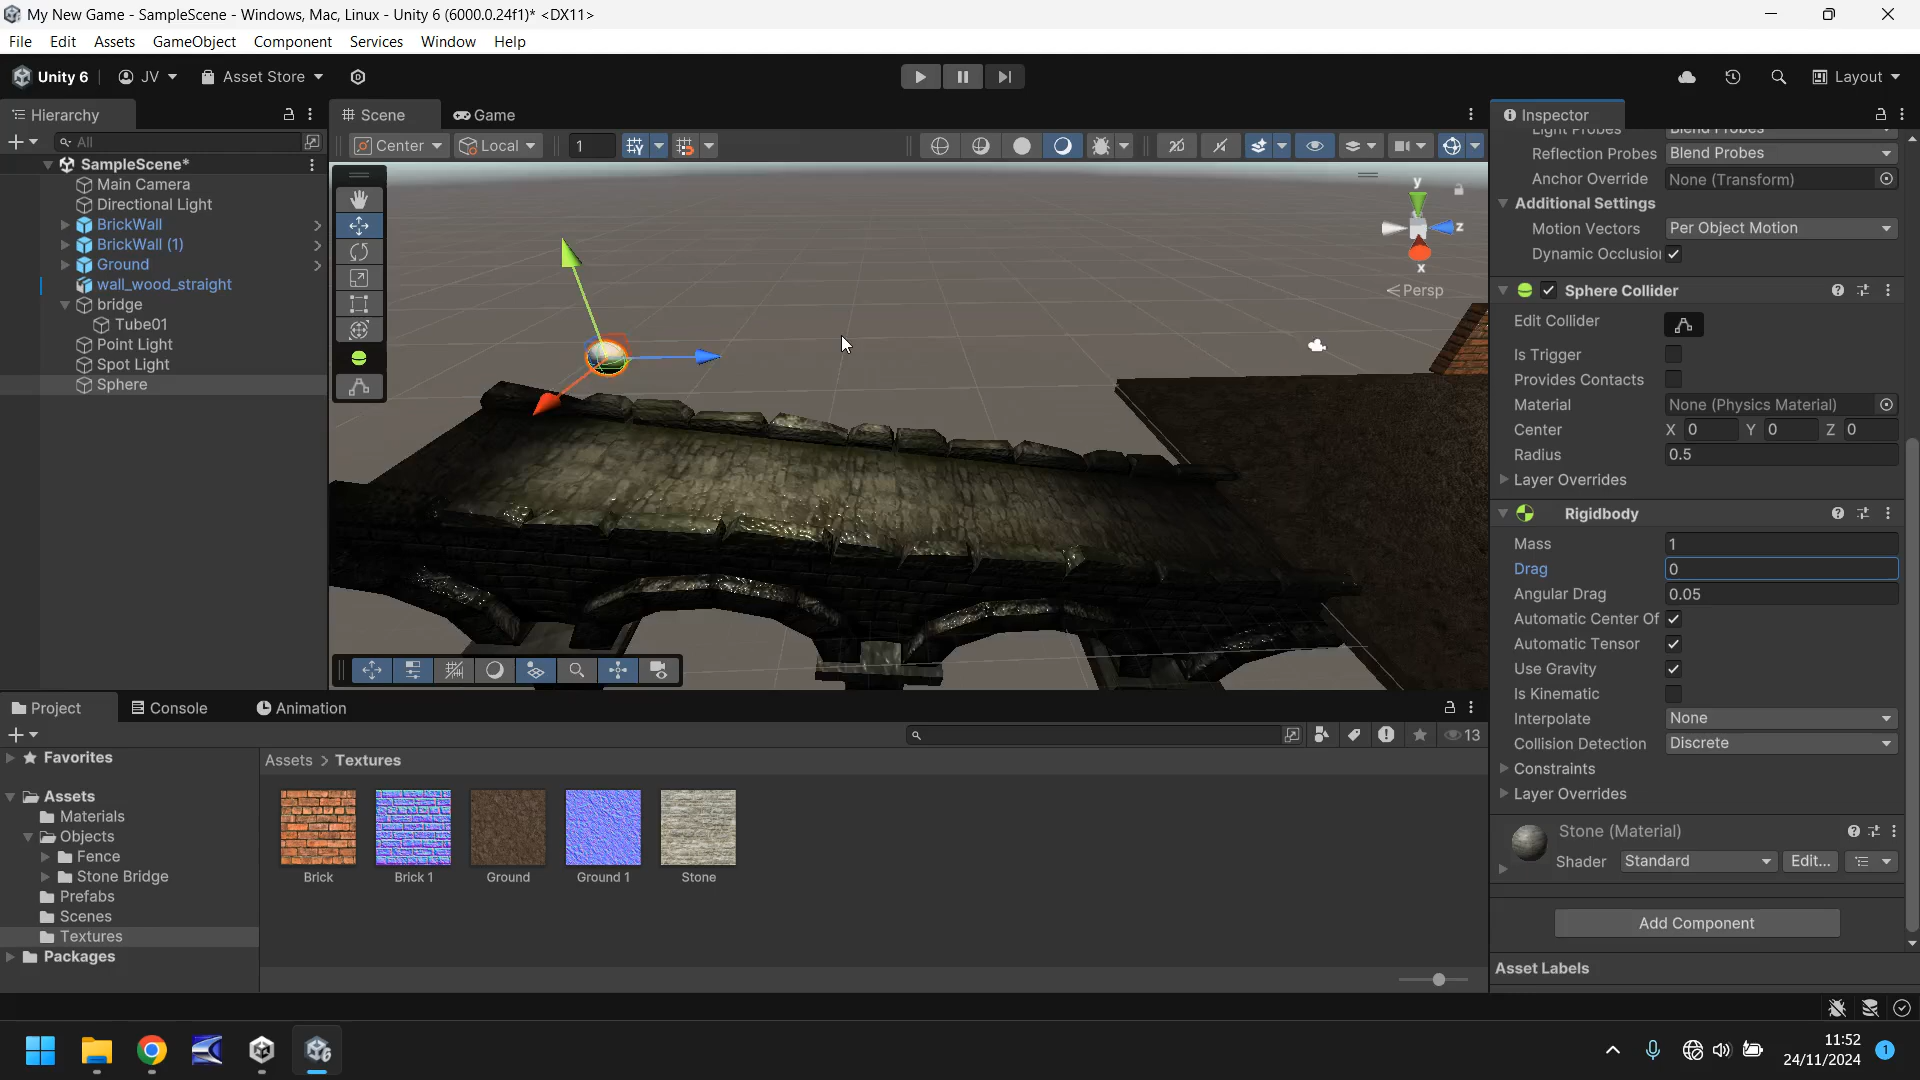 My New Game - SampleScene - Windows, Mac, Linux - Unity 6 (6000.0.24f1)* <DX11>
File Edit Assets GameObject Component Services Window Help
Unity 6 JV Asset Store Layout
Hierarchy
Scene Game
Inspector
All
SampleScene*
Main Camera
Directional Light
BrickWall
BrickWall (1)
Ground
wall_wood_straight
bridge
Tube01
Point Light
Spot Light
Sphere
Center Local 1
2D
y
z
x
Persp
Light Probes Blend Probes
Reflection Probes Blend Probes
Anchor Override None (Transform)
Additional Settings
Motion Vectors Per Object Motion
Dynamic Occlusion
Sphere Collider
Edit Collider
Is Trigger
Provides Contacts
Material None (Physics Material)
Center X 0 Y 0 Z 0
Radius 0.5
Layer Overrides
Rigidbody
Mass 1
Drag 0
Angular Drag 0.05
Automatic Center Of
Automatic Tensor
Use Gravity
Is Kinematic
Interpolate None
Collision Detection Discrete
Constraints
Layer Overrides
Stone (Material)
Shader Standard Edit...
Add Component
Asset Labels
Project Console Animation
13
Favorites
Assets
Materials
Objects
Fence
Stone Bridge
Prefabs
Scenes
Textures
Packages
Assets > Textures
Brick Brick 1 Ground Ground 1 Stone
11:52
24/11/2024
1